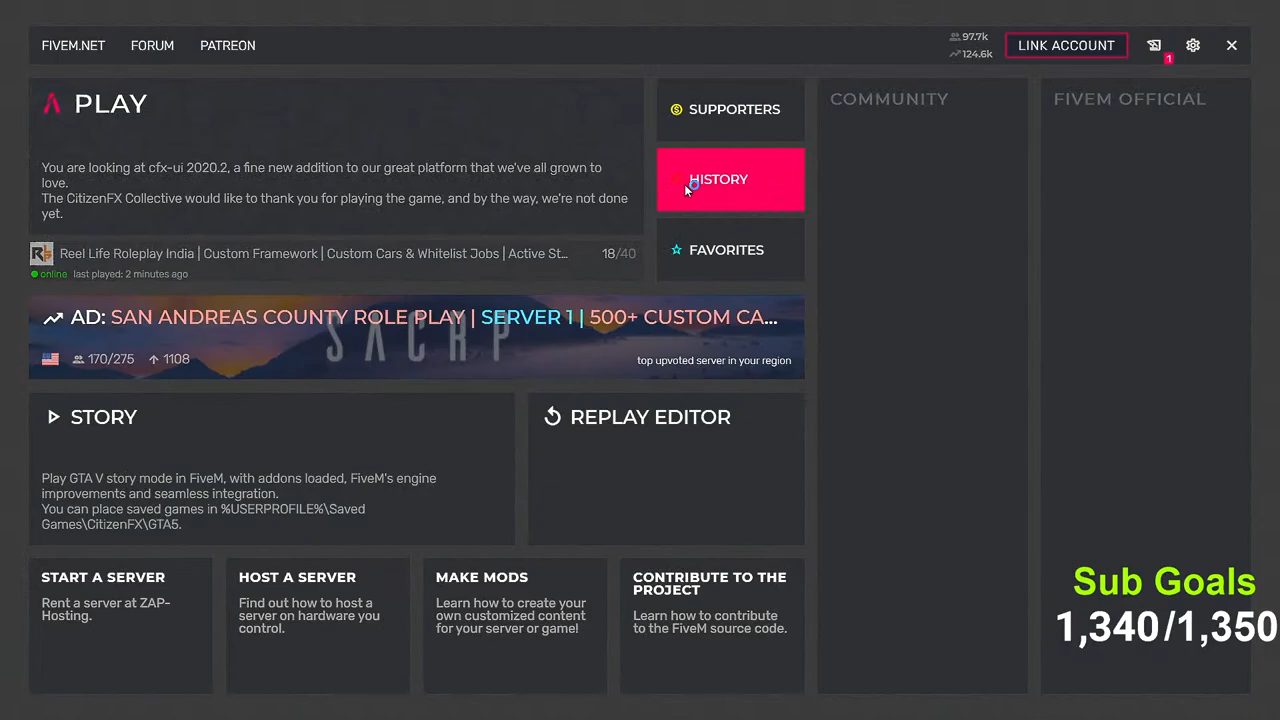 FIVEM.NET FORUM PATREON
97.7k
124.6k
LINK ACCOUNT
1
PLAY
You are looking at cfx-ui 2020.2, a fine new addition to our great platform that we've all grown to
love.
The CitizenFX Collective would like to thank you for playing the game, and by the way, we're not done
yet.
Reel Life Roleplay India | Custom Framework | Custom Cars & Whitelist Jobs | Active St... 18/40
online last played: 2 minutes ago
SUPPORTERS
HISTORY
FAVORITES
COMMUNITY
FIVEM OFFICIAL
AD: SAN ANDREAS COUNTY ROLE PLAY | SERVER 1 | 500+ CUSTOM CA...
SACRP
170/275 1108
top upvoted server in your region
STORY
Play GTA V story mode in FiveM, with addons loaded, FiveM's engine
improvements and seamless integration.
You can place saved games in %USERPROFILE%\Saved
Games\CitizenFX\GTA5.
REPLAY EDITOR
START A SERVER
Rent a server at ZAP-
Hosting.
HOST A SERVER
Find out how to host a
server on hardware you
control.
MAKE MODS
Learn how to create your
own customized content
for your server or game!
CONTRIBUTE TO THE
PROJECT
Learn how to contribute
to the FiveM source code.
Sub Goals
1,340/1,350